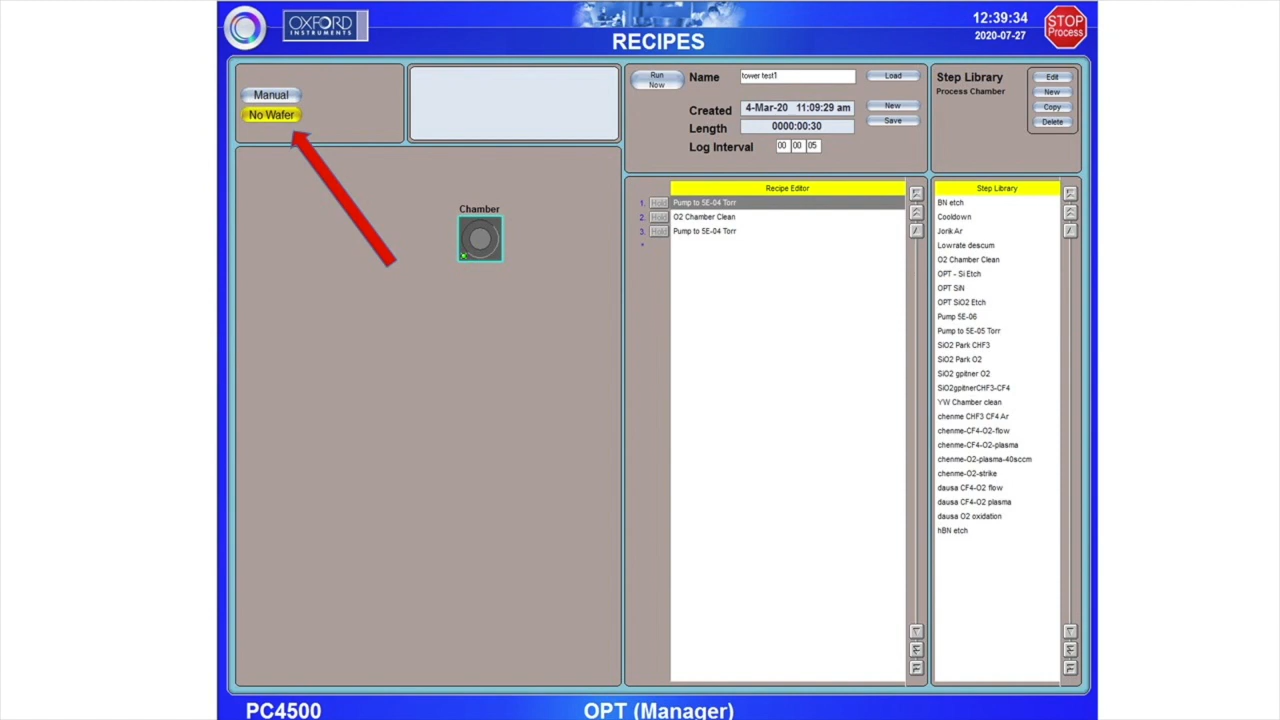 OXFORD
INSTRUMENTS
RECIPES
12:39:34
2020-07-27
STOP
Process
Manual
No Wafer
Chamber
Run
Now
Name
tower test1
Load
Created
4-Mar-20 11:09:29 am
New
Length
0000:00:30
Save
Log Interval
00 00 05
Step Library
Process Chamber
Edit
New
Copy
Delete
Recipe Editor
1. Hold Pump to 5E-04 Torr
2. Hold O2 Chamber Clean
3. Hold Pump to 5E-04 Torr
*
Step Library
BN etch
Cooldown
Jorik Ar
Lowrate descum
O2 Chamber Clean
OPT - Si Etch
OPT SiN
OPT SiO2 Etch
Pump 5E-06
Pump to 5E-05 Torr
SiO2 Park CHF3
SiO2 Park O2
SiO2 gpitner O2
SiO2gpitnerCHF3-CF4
YW Chamber clean
chenme CHF3 CF4 Ar
chenme-CF4-O2-flow
chenme-CF4-O2-plasma
chenme-O2-plasma-40sccm
chenme-O2-strike
dausa CF4-O2 flow
dausa CF4-O2 plasma
dausa O2 oxidation
hBN etch
PC4500
OPT (Manager)